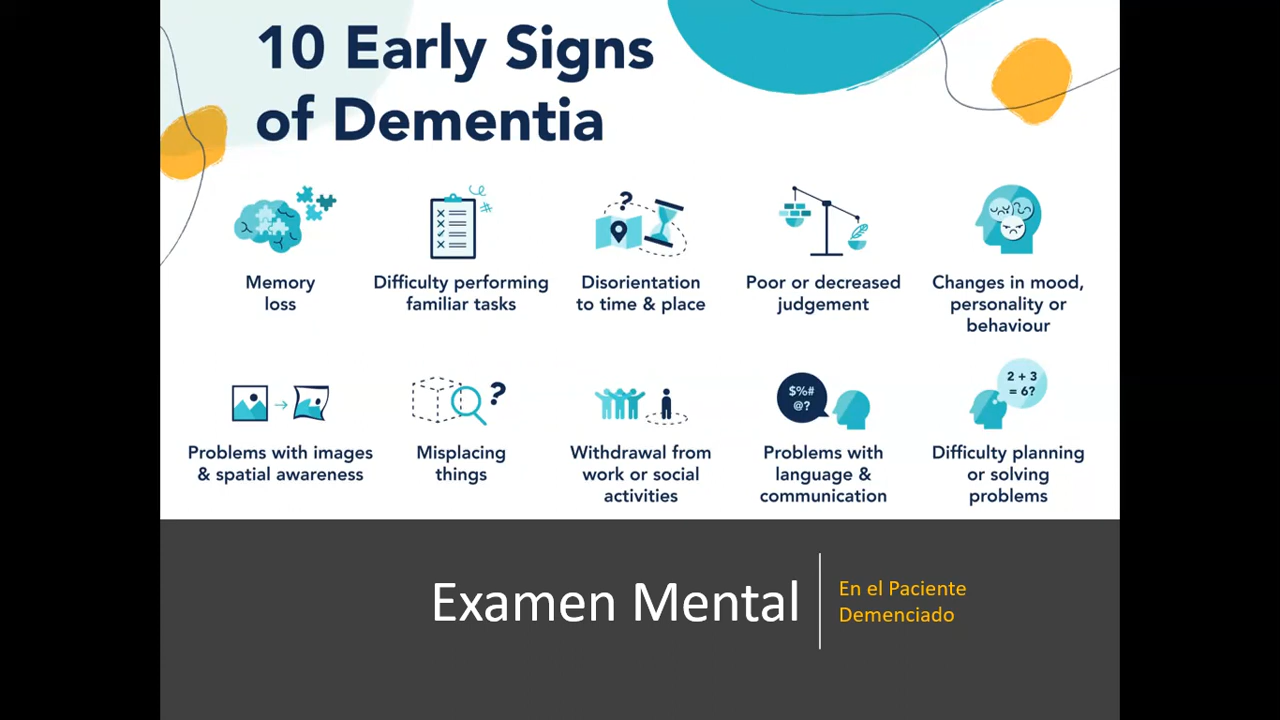 10 Early Signs
of Dementia
Memory
loss
Difficulty performing
familiar tasks
?
Disorientation
to time & place
Poor or decreased
judgement
Changes in mood,
personality or
behaviour
Problems with images
& spatial awareness
?
Misplacing
things
Withdrawal from
work or social
activities
$%#
@?
Problems with
language &
communication
2 + 3
= 6?
Difficulty planning
or solving
problems
Examen Mental
En el Paciente
Demenciado